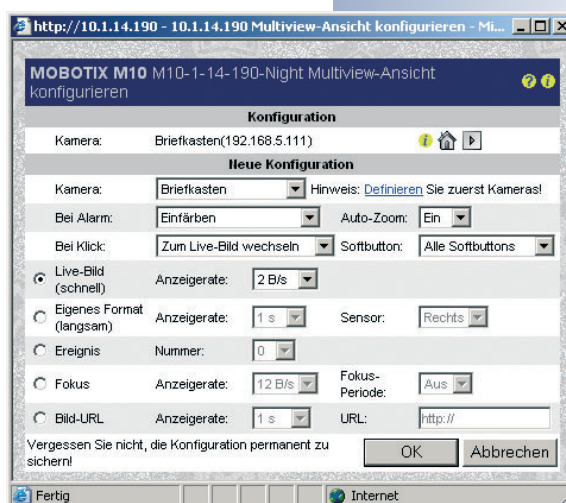 http://10.1.14.190 - 10.1.14.190 Multiview-Ansicht konfigurieren - Mi...
MOBOTIX M10 M10-1-14-190-Night Multiview-Ansicht
konfigurieren
Konfiguration
Kamera: Briefkasten(192.168.5.111)
Neue Konfiguration
Kamera: Briefkasten Hinweis: Definieren Sie zuerst Kameras!
Bei Alarm: Einfärben Auto-Zoom: Ein
Bei Klick: Zum Live-Bild wechseln Softbutton: Alle Softbuttons
Live-Bild
(schnell) Anzeigerate: 2 B/s
Eigenes Format
(langsam) Anzeigerate: 1 s Sensor: Rechts
Ereignis Nummer: 0
Fokus Anzeigerate: 12 B/s Fokus-
Periode: Aus
Bild-URL Anzeigerate: 1 s URL: http://
Vergessen Sie nicht, die Konfiguration permanent zu
sichern!
OK Abbrechen
Fertig Internet